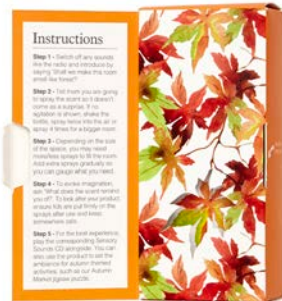 Instructions
Step 1 - Switch off any sounds
like the radio and introduce by
saying 'Shall we make this room
smell like forest?'
Step 2 - Tell them you are going
to spray the scent so it doesn't
come as a surprise. If no
agitation is shown, shake the
bottle, spray twice into the air or
spray 4 times for a bigger room.
Step 3 - Depending on the size
of the space, you may need
more/less sprays to fill the room.
Add extra sprays gradually so
you can gauge what you need.
Step 4 - To evoke imagination,
ask 'What does the scent remind
you of?'. To look after your product
ensure lids are put firmly on the
sprays after use and keep
somewhere safe.
Step 5 - For the best experience,
play the corresponding Sensory
Sounds CD alongside. You can
also use the product to set the
ambiance for autumn themed
activities, such as our Autumn
Market jigsaw puzzle.